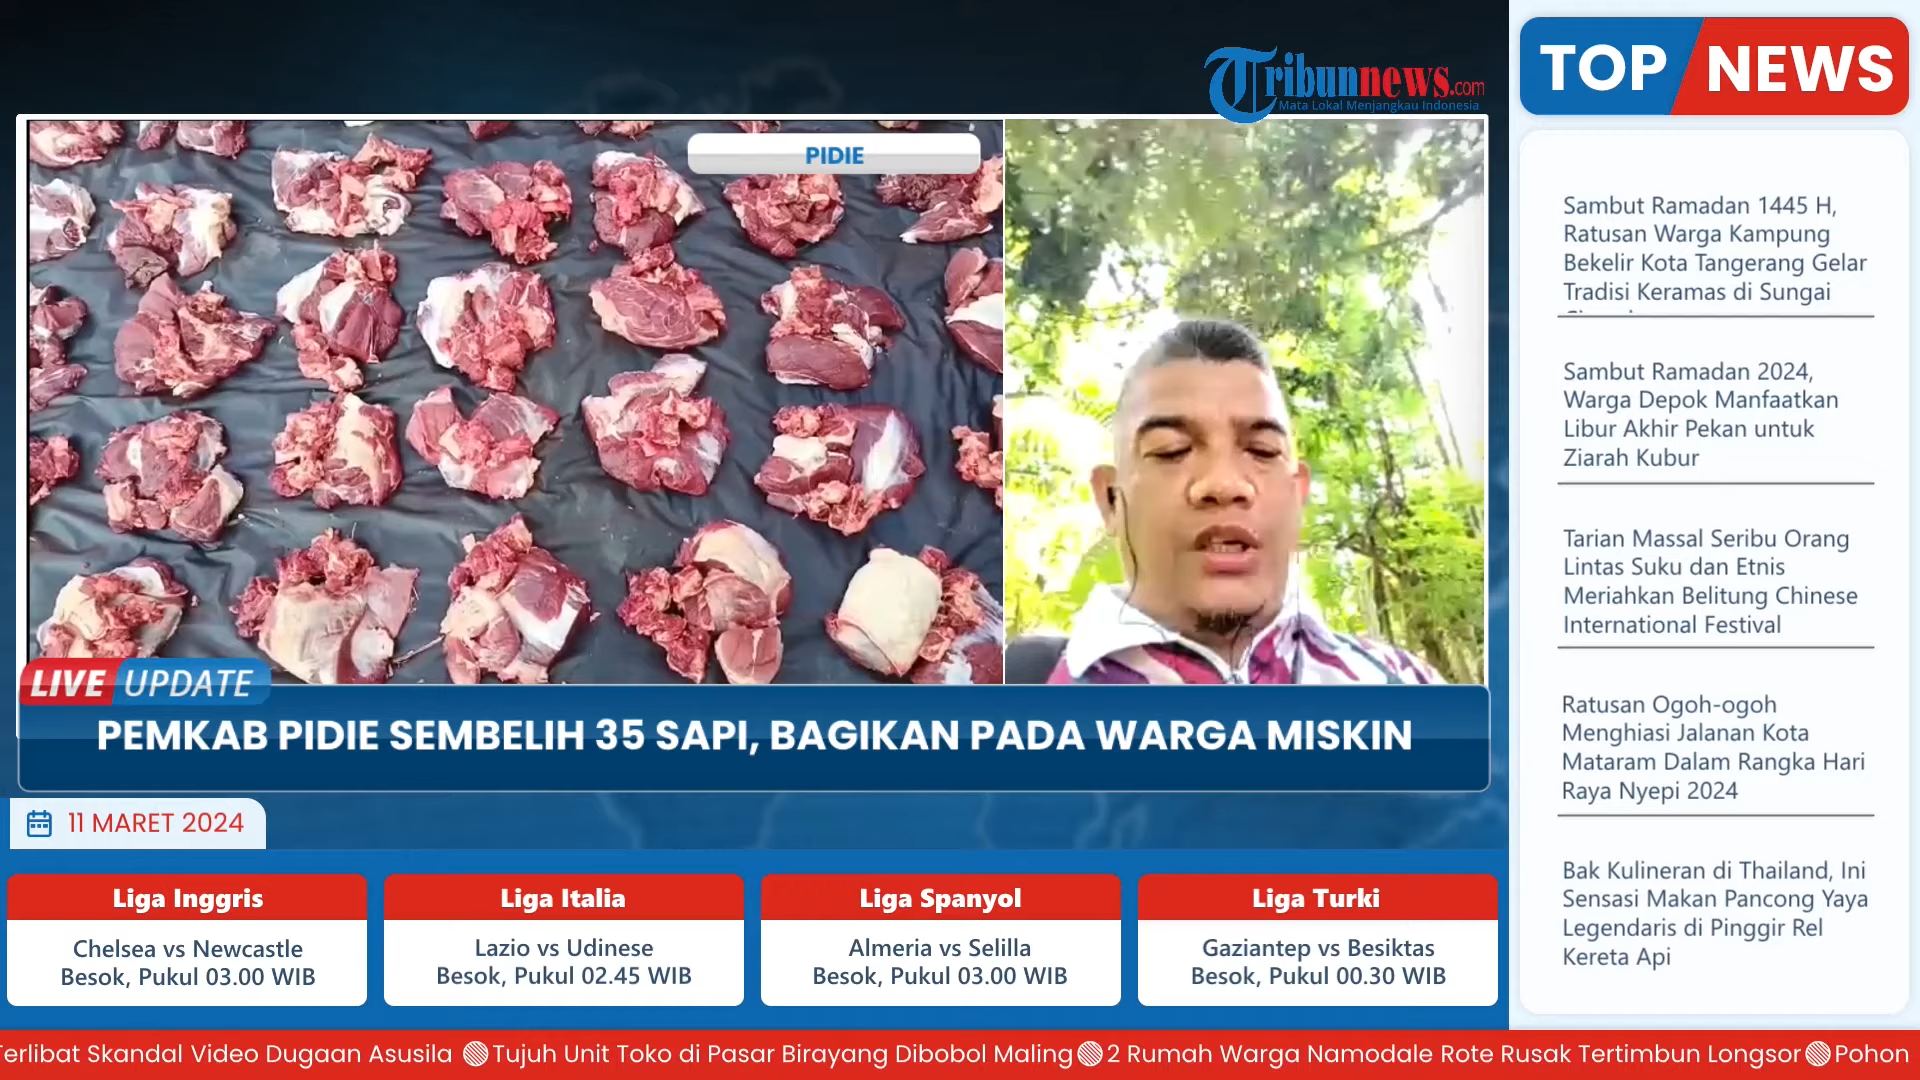 Tribunnews.com
Mata Lokal Menjangkau Indonesia
TOP NEWS
PIDIE
Sambut Ramadan 1445 H,
Ratusan Warga Kampung
Bekelir Kota Tangerang Gelar
Tradisi Keramas di Sungai
Sambut Ramadan 2024,
Warga Depok Manfaatkan
Libur Akhir Pekan untuk
Ziarah Kubur
Tarian Massal Seribu Orang
Lintas Suku dan Etnis
Meriahkan Belitung Chinese
International Festival
Ratusan Ogoh-ogoh
Menghiasi Jalanan Kota
Mataram Dalam Rangka Hari
Raya Nyepi 2024
Bak Kulineran di Thailand, Ini
Sensasi Makan Pancong Yaya
Legendaris di Pinggir Rel
Kereta Api
LIVE UPDATE
PEMKAB PIDIE SEMBELIH 35 SAPI, BAGIKAN PADA WARGA MISKIN
11 MARET 2024
Liga Inggris
Chelsea vs Newcastle
Besok, Pukul 03.00 WIB
Liga Italia
Lazio vs Udinese
Besok, Pukul 02.45 WIB
Liga Spanyol
Almeria vs Selilla
Besok, Pukul 03.00 WIB
Liga Turki
Gaziantep vs Besiktas
Besok, Pukul 00.30 WIB
Terlibat Skandal Video Dugaan Asusila Tujuh Unit Toko di Pasar Birayang Dibobol Maling 2 Rumah Warga Namodale Rote Rusak Tertimbun Longsor Pohon